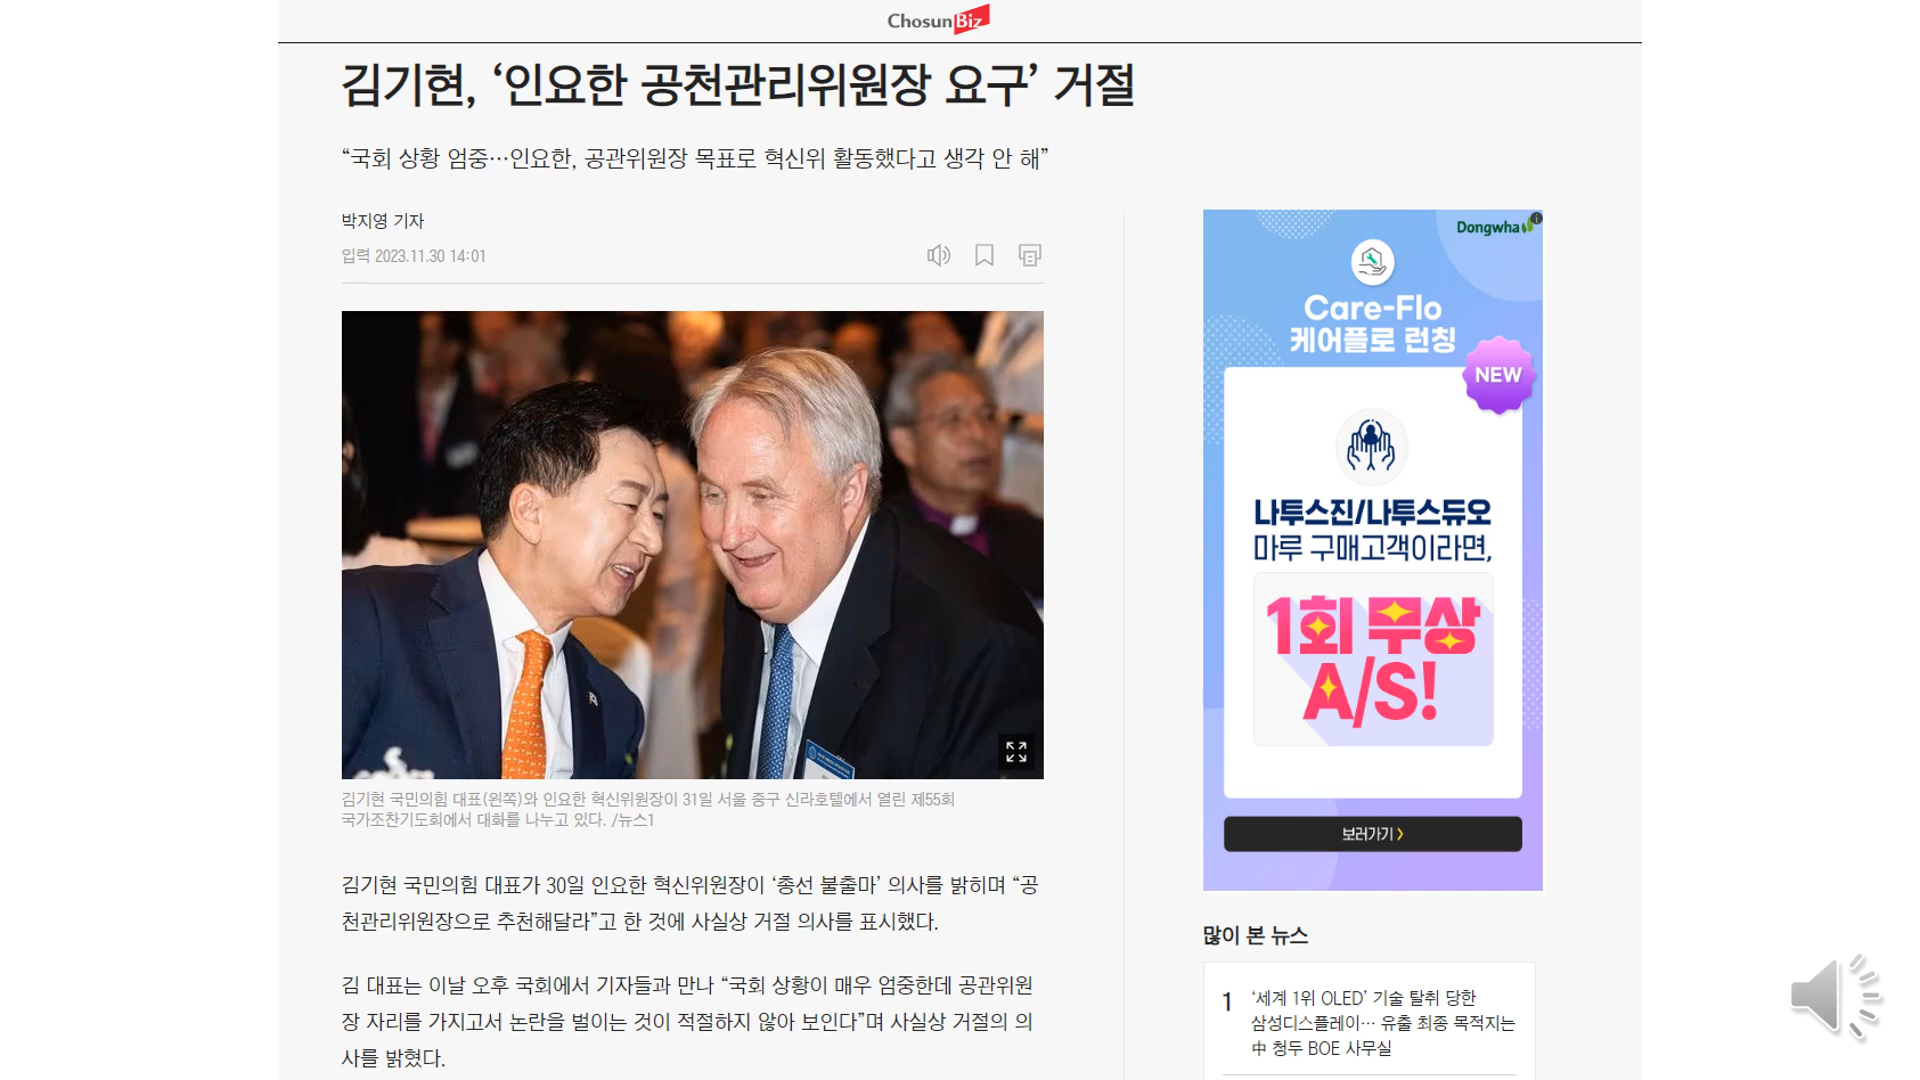 ChosunBiz
김기현, ‘인요한 공천관리위원장 요구’ 거절
“국회 상황 엄중…인요한, 공관위원장 목표로 혁신위 활동했다고 생각 안 해”
박지영 기자
입력 2023.11.30 14:01
김기현 국민의힘 대표(왼쪽)와 인요한 혁신위원장이 31일 서울 중구 신라호텔에서 열린 제55회
국가조찬기도회에서 대화를 나누고 있다. /뉴스1
김기현 국민의힘 대표가 30일 인요한 혁신위원장이 ‘총선 불출마’ 의사를 밝히며 “공
천관리위원장으로 추천해달라”고 한 것에 사실상 거절 의사를 표시했다.
김 대표는 이날 오후 국회에서 기자들과 만나 “국회 상황이 매우 엄중한데 공관위원
장 자리를 가지고서 논란을 벌이는 것이 적절하지 않아 보인다”며 사실상 거절의 의
사를 밝혔다.
Dongwha
Care-Flo
케어플로 런칭
NEW
나투스진/나투스듀오
마루 구매고객이라면,
1회 무상
A/S!
보러가기 ›
많이 본 뉴스
1
‘세계 1위 OLED’ 기술 탈취 당한
삼성디스플레이… 유출 최종 목적지는
中 청두 BOE 사무실